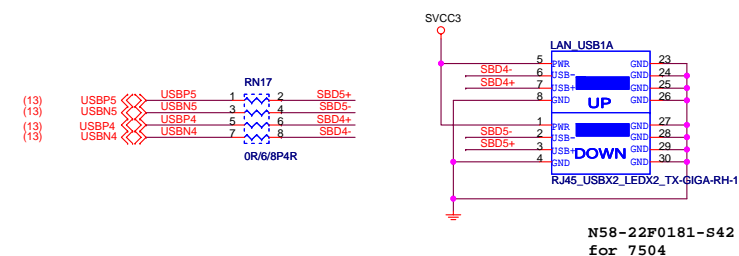 SVCC3
LAN_USB1A
5 PWR GND 23
SBD4- 6 USB- GND 24
SBD4+ 7 USB+ GND 25
8 GND UP GND 26
1 PWR GND 27
SBD5- 2 USB- GND 28
SBD5+ 3 USB+ DOWN GND 29
4 GND GND 30
RJ45_USBX2_LEDX2_TX-GIGA-RH-1
RN17
(13) USBP5 USBP5 1 2 SBD5+
(13) USBN5 USBN5 3 4 SBD5-
(13) USBP4 USBP4 5 6 SBD4+
(13) USBN4 USBN4 7 8 SBD4-
0R/6/8P4R
N58-22F0181-S42
for 7504